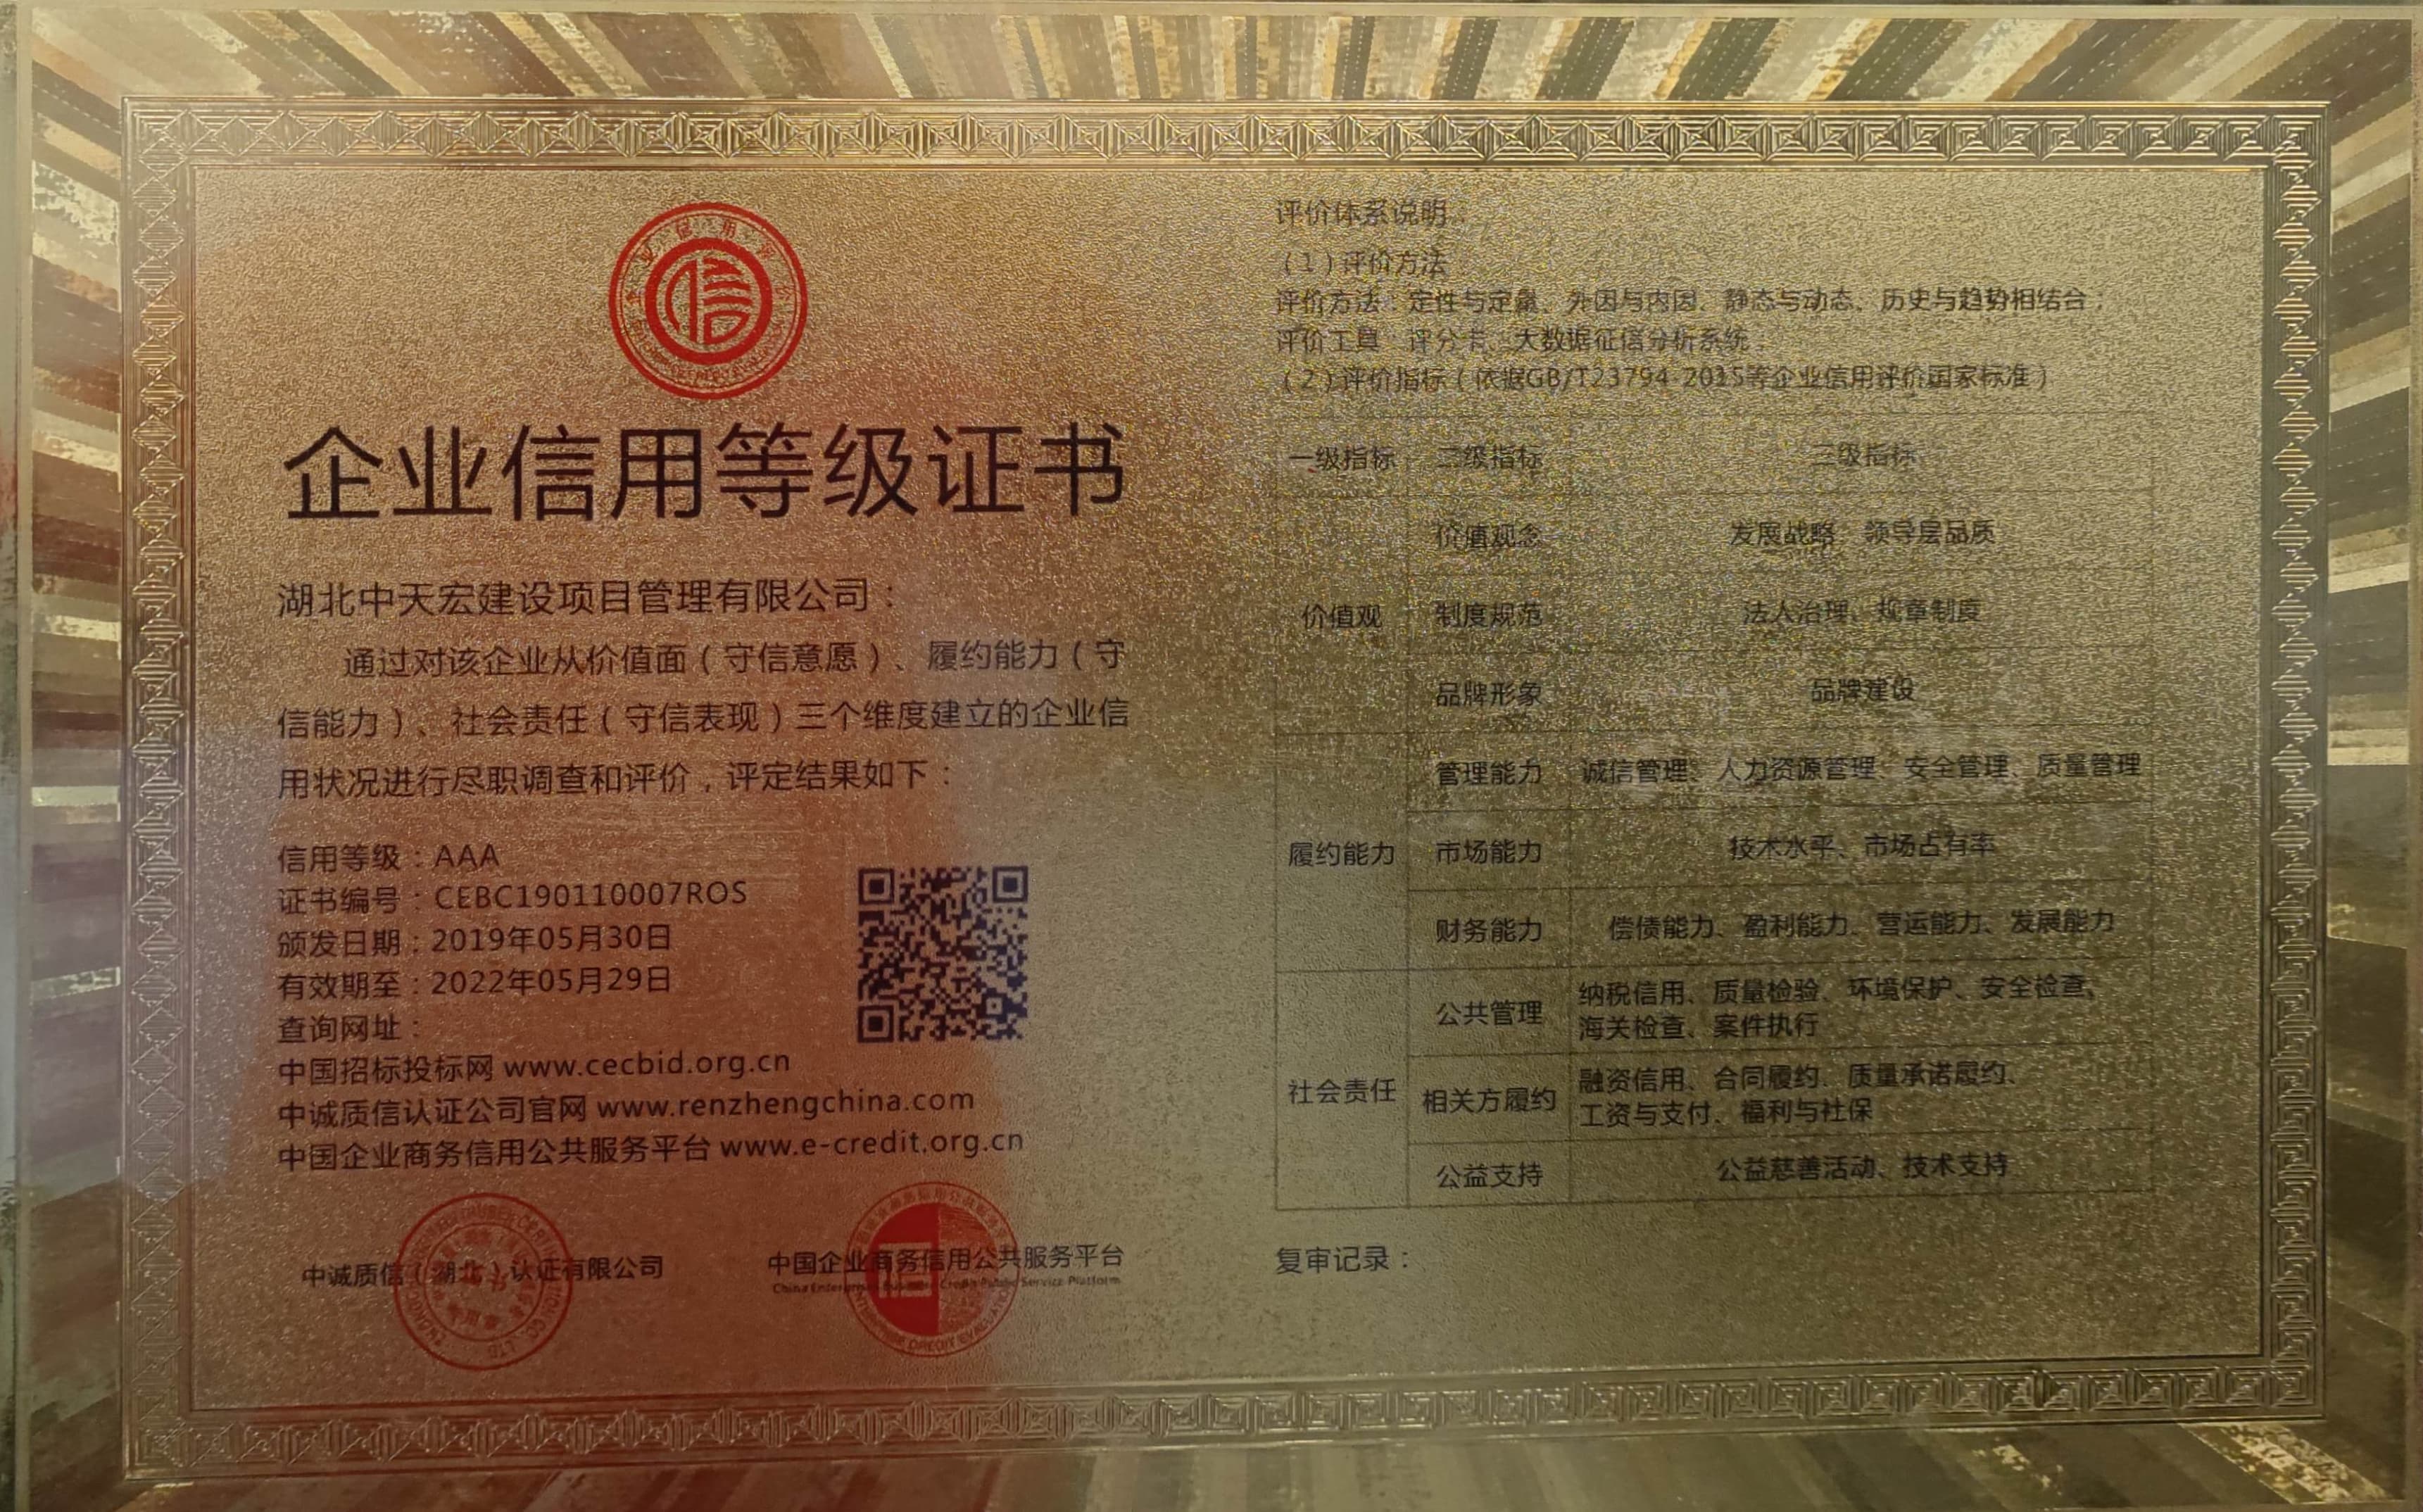 企业信用等级证书
湖北中天宏建设项目管理有限公司：
通过对该企业从价值面（守信意愿）、履约能力（守
信能力）、社会责任（守信表现）三个维度建立的企业信
用状况进行尽职调查和评价，评定结果如下：
信用等级：AAA
证书编号：CEBC190110007ROS
颁发日期：2019年05月30日
有效期至：2022年05月29日
查询网址：
中国招标投标网 www.cecbid.org.cn
中诚质信认证公司官网 www.renzhengchina.com
中国企业商务信用公共服务平台 www.e-credit.org.cn
中诚质信（湖北）认证有限公司
中国企业商务信用公共服务平台
China Enterprise Business Credit Public Service Platform
评价体系说明：
（1）评价方法
评价方法：定性与定量、外因与内因、静态与动态、历史与趋势相结合；
评价工具：评分卡、大数据征信分析系统。
（2）评价指标（依据GB/T23794-2015等企业信用评价国家标准）
一级指标 二级指标 三级指标
价值观念 发展战略、领导层品质
价值观 制度规范 法人治理、规章制度
品牌形象 品牌建设
管理能力 诚信管理、人力资源管理、安全管理、质量管理
履约能力 市场能力 技术水平、市场占有率
财务能力 偿债能力、盈利能力、营运能力、发展能力
公共管理 纳税信用、质量检验、环境保护、安全检查、
海关检查、案件执行
社会责任 相关方履约 融资信用、合同履约、质量承诺履约、
工资与支付、福利与社保
公益支持 公益慈善活动、技术支持
复审记录：